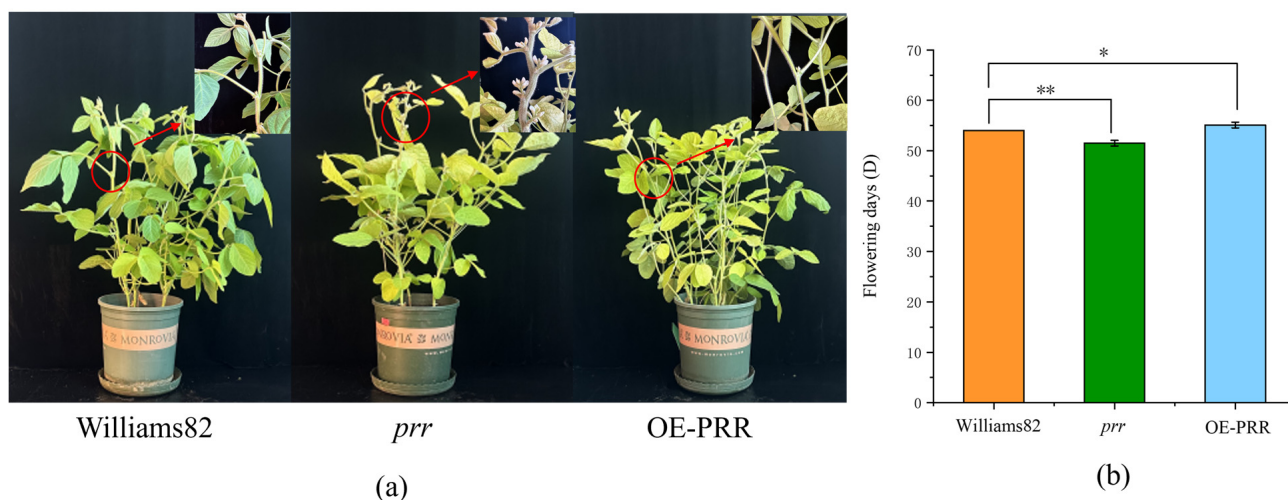 MONROVIA
MONROVIA
Williams82
prr
OE-PRR
(a)
**
*
Flowering days (D)
70
60
50
40
30
20
10
0
Williams82
prr
OE-PRR
(b)